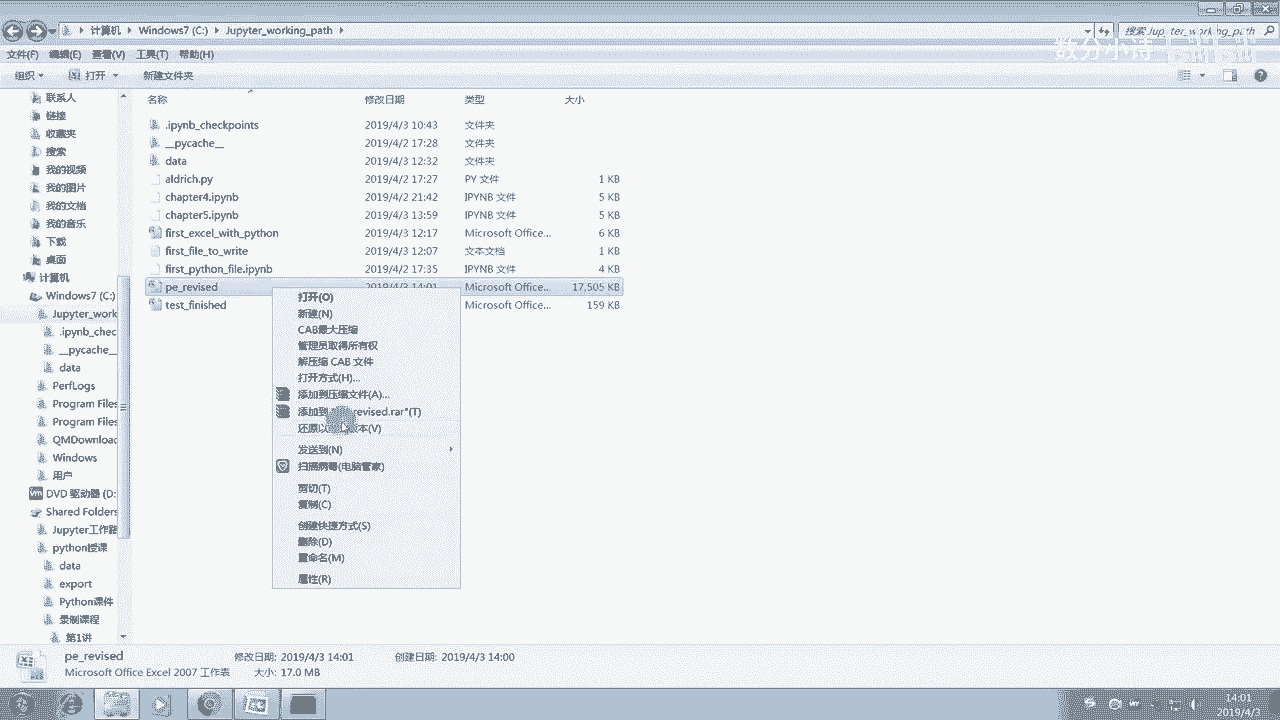 计算机 Windows7 (C:) Jupyter_working_path
搜索 Jupyter_working_path
数分小诗 bilibili
文件(F) 编辑(E) 查看(V) 工具(T) 帮助(H)
组织 打开 新建文件夹
名称 修改日期 类型 大小
.ipynb_checkpoints 2019/4/3 10:43 文件夹
__pycache__ 2019/4/2 17:28 文件夹
data 2019/4/3 12:32 文件夹
aldrich.py 2019/4/2 17:27 PY 文件 1 KB
chapter4.ipynb 2019/4/2 21:42 IPYNB 文件 5 KB
chapter5.ipynb 2019/4/3 13:59 IPYNB 文件 5 KB
first_excel_with_python 2019/4/3 12:17 Microsoft Office... 6 KB
first_file_to_write 2019/4/3 12:07 文本文档 1 KB
first_python_file.ipynb 2019/4/2 17:35 IPYNB 文件 4 KB
pe_revised 2019/4/3 14:01 Microsoft Office... 17,505 KB
test_finished Microsoft Office... 159 KB
联系人
链接
收藏夹
搜索
我的视频
我的图片
我的文档
我的音乐
下载
桌面
计算机
Windows7 (C:)
Jupyter_work
.ipynb_chec
__pycache__
data
PerfLogs
Program Files
Program Files
QMDownload
Windows
用户
DVD 驱动器 (D:
Shared Folders
Jupyter工作路
python授课
data
export
Python课件
录制课程
第1讲
打开(O)
新建(N)
CAB最大压缩
管理员取得所有权
解压缩 CAB 文件
打开方式(H)...
添加到压缩文件(A)...
添加到 revised.rar"(T)
还原以 版本(V)
发送到(N)
扫描病毒(电脑管家)
剪切(T)
复制(C)
创建快捷方式(S)
删除(D)
重命名(M)
属性(R)
pe_revised 修改日期: 2019/4/3 14:01 创建日期: 2019/4/3 14:00
Microsoft Office Excel 2007 工作表 大小: 17.0 MB
14:01
2019/4/3